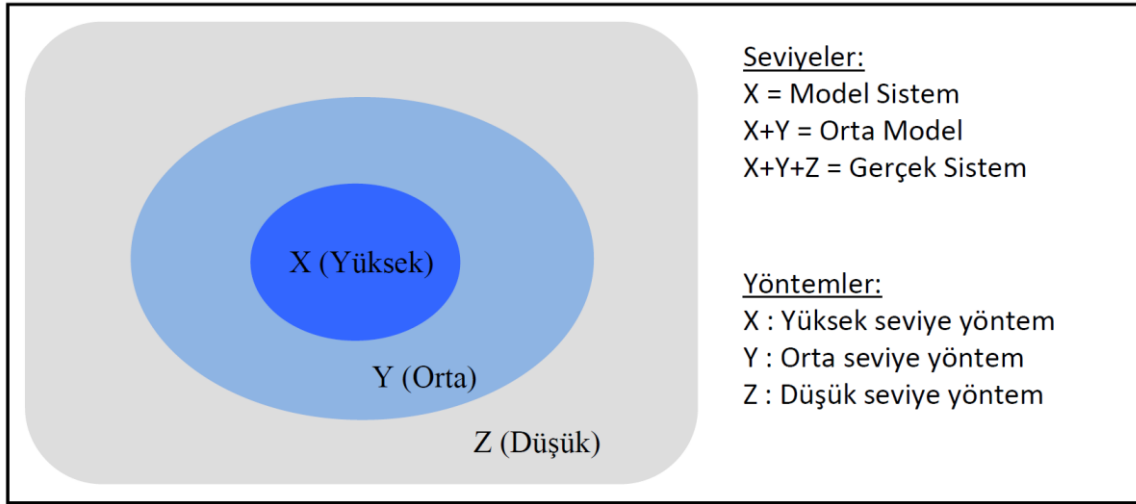 X (Yüksek)
Y (Orta)
Z (Düşük)
Seviyeler:
X = Model Sistem
X+Y = Orta Model
X+Y+Z = Gerçek Sistem
Yöntemler:
X : Yüksek seviye yöntem
Y : Orta seviye yöntem
Z : Düşük seviye yöntem